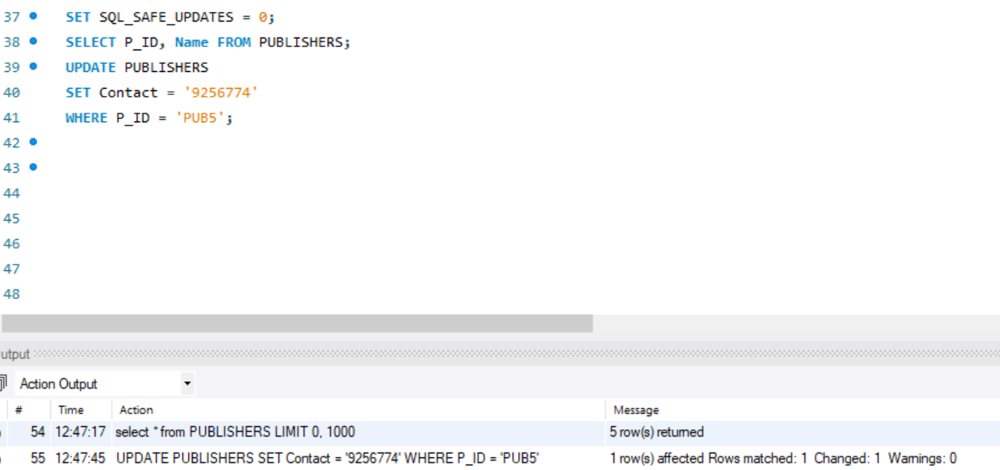 37 SET SQL_SAFE_UPDATES = 0;
38 SELECT P_ID, Name FROM PUBLISHERS;
39 UPDATE PUBLISHERS
40 SET Contact = '9256774'
41 WHERE P_ID = 'PUB5';
42
43
44
45
46
47
48
utput
Action Output
# Time Action Message
54 12:47:17 select * from PUBLISHERS LIMIT 0, 1000 5 row(s) returned
55 12:47:45 UPDATE PUBLISHERS SET Contact = '9256774' WHERE P_ID = 'PUB5' 1 row(s) affected Rows matched: 1 Changed: 1 Warnings: 0